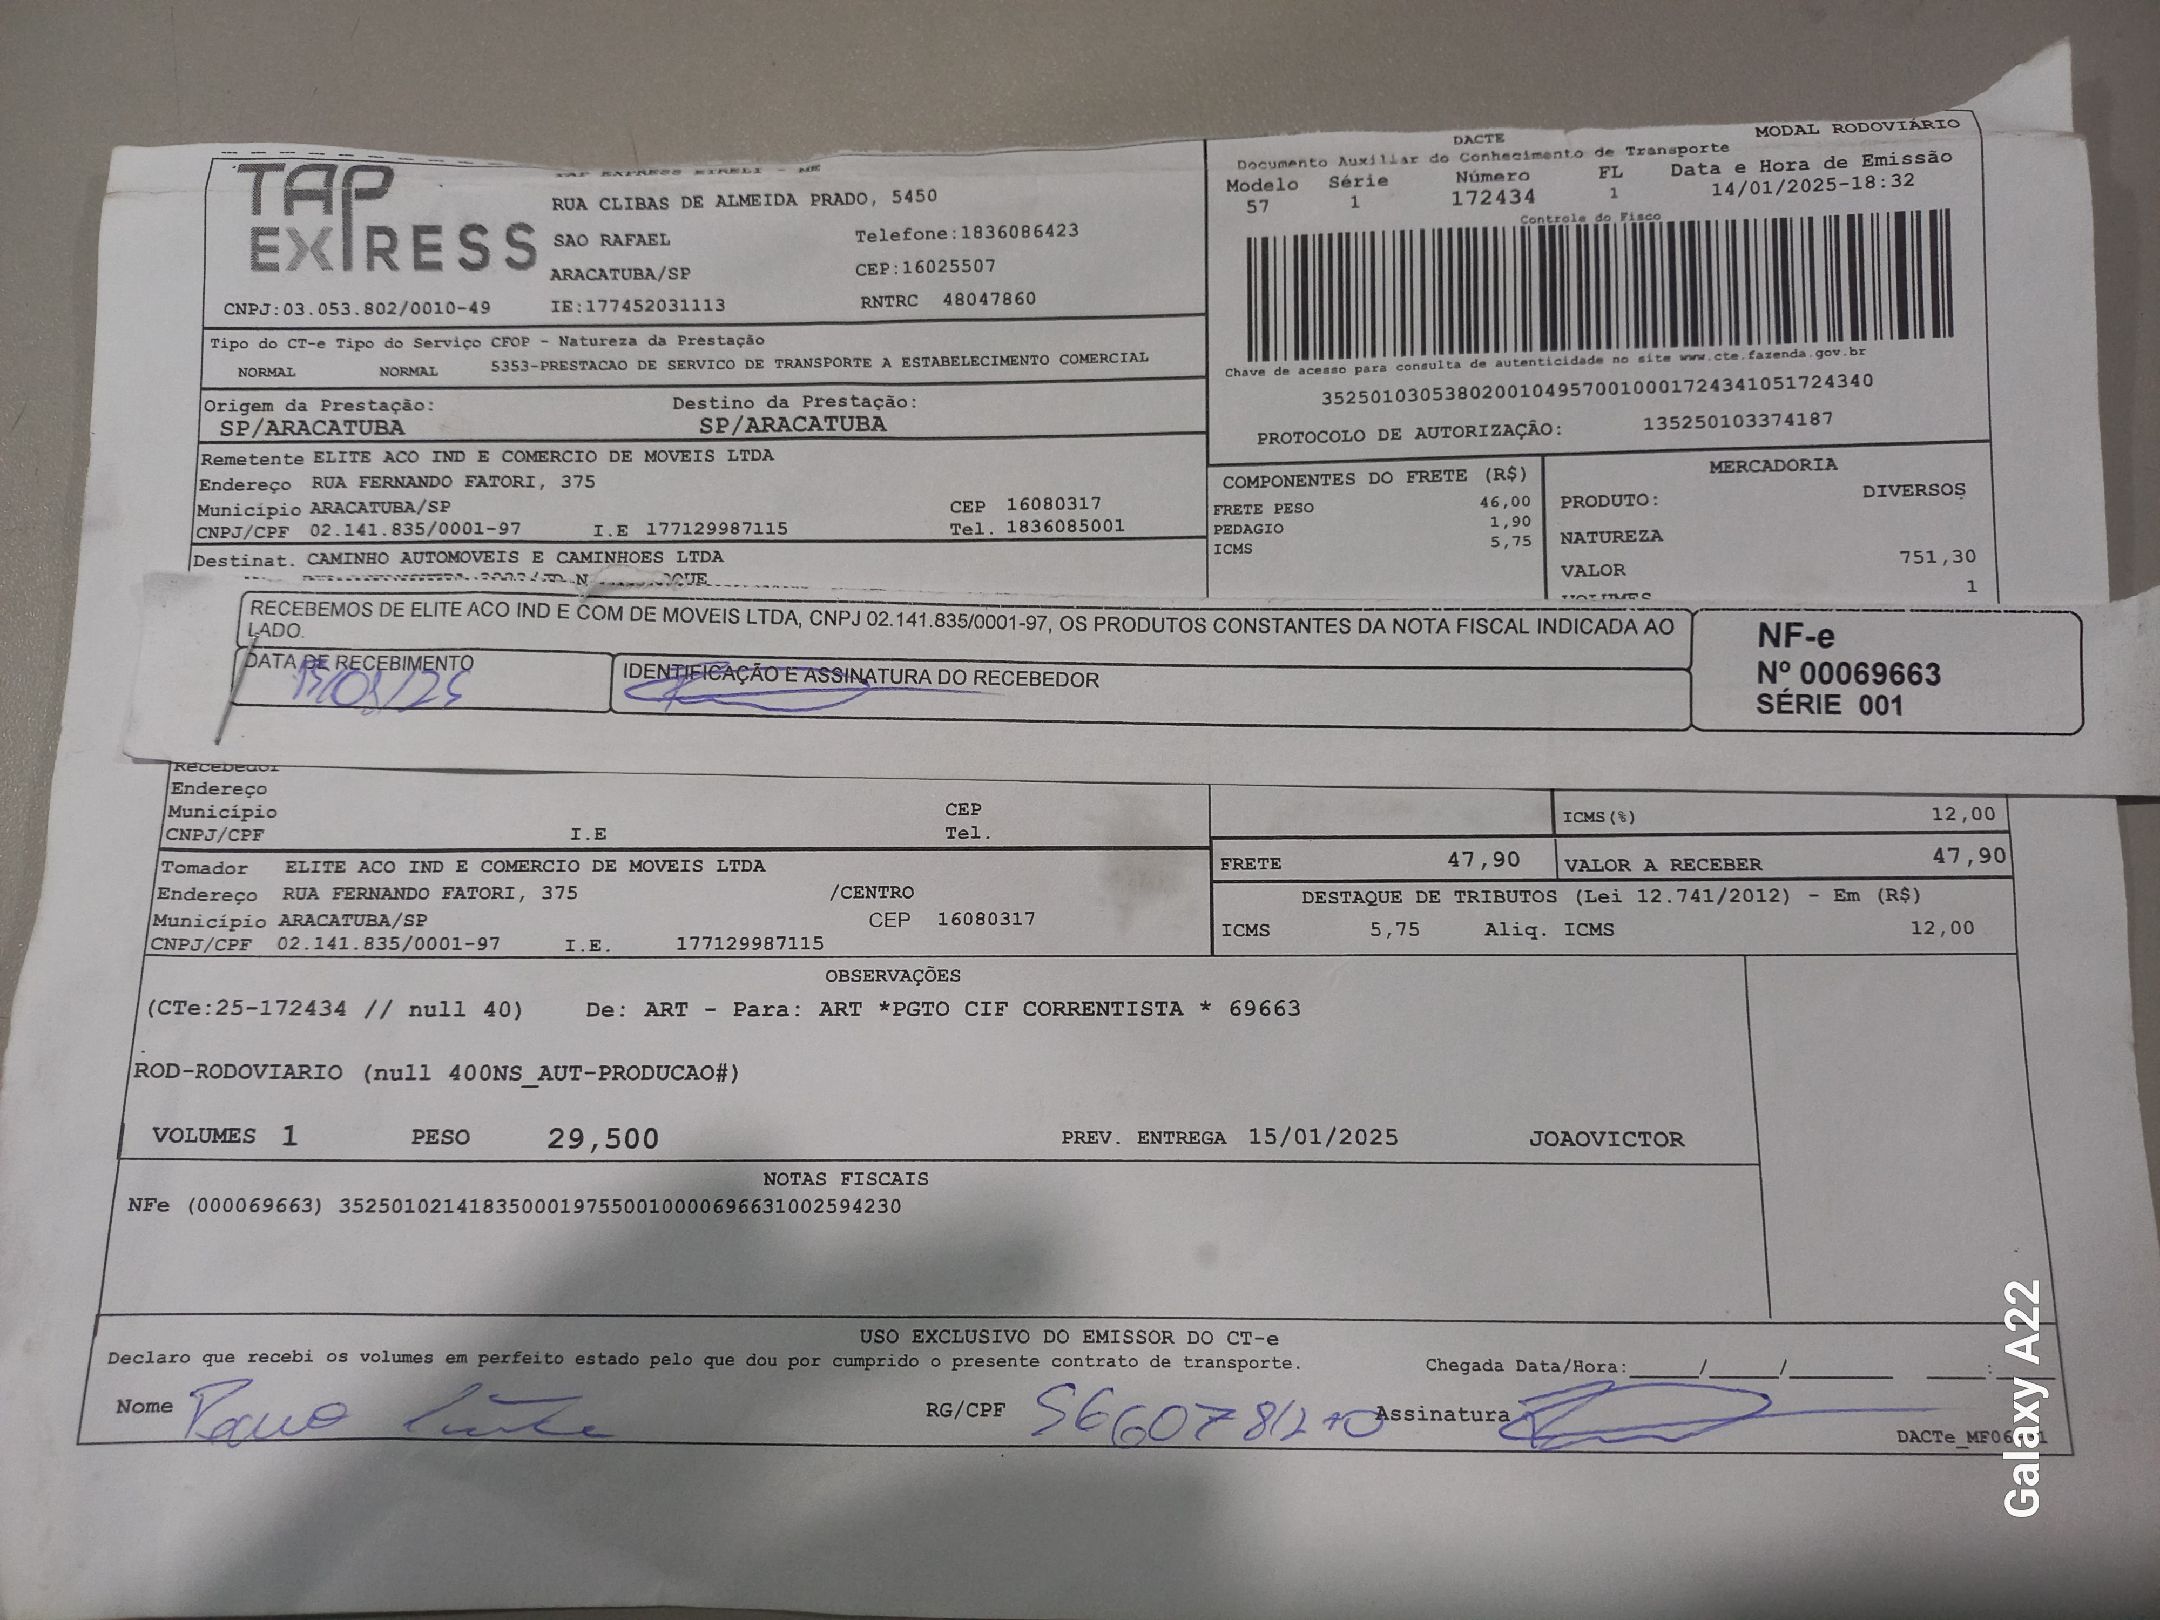 DACTE
MODAL RODOVIÁRIO
Documento Auxiliar do Conhecimento de Transporte
Modelo Série Número FL Data e Hora de Emissão
57 1 172434 1 14/01/2025-18:32
Controle do Fisco
TAP EXPRESS
TAP EXPRESS EIRELI - ME
RUA CLIBAS DE ALMEIDA PRADO, 5450
SAO RAFAEL Telefone:1836086423
ARACATUBA/SP CEP:16025507
CNPJ:03.053.802/0010-49 IE:177452031113 RNTRC 48047860
Tipo do CT-e Tipo do Serviço CFOP - Natureza da Prestação
NORMAL NORMAL 5353-PRESTACAO DE SERVICO DE TRANSPORTE A ESTABELECIMENTO COMERCIAL
Chave de acesso para consulta de autenticidade no site www.cte.fazenda.gov.br
35250103053802001049570010001724341051724340
PROTOCOLO DE AUTORIZAÇÃO: 135250103374187
Origem da Prestação: Destino da Prestação:
SP/ARACATUBA SP/ARACATUBA
Remetente ELITE ACO IND E COMERCIO DE MOVEIS LTDA
Endereço RUA FERNANDO FATORI, 375
Município ARACATUBA/SP CEP 16080317
CNPJ/CPF 02.141.835/0001-97 I.E 177129987115 Tel. 1836085001
Destinat. CAMINHO AUTOMOVEIS E CAMINHOES LTDA
COMPONENTES DO FRETE (R$)
FRETE PESO 46,00
PEDAGIO 1,90
ICMS 5,75
MERCADORIA
PRODUTO: DIVERSOS
NATUREZA
VALOR 751,30
VOLUMES 1
RECEBEMOS DE ELITE ACO IND E COM DE MOVEIS LTDA, CNPJ 02.141.835/0001-97, OS PRODUTOS CONSTANTES DA NOTA FISCAL INDICADA AO
LADO.
DATA DE RECEBIMENTO
IDENTIFICAÇÃO E ASSINATURA DO RECEBEDOR
NF-e
Nº 00069663
SÉRIE 001
Recebedor
Endereço
Município CEP
CNPJ/CPF I.E Tel.
ICMS(%) 12,00
FRETE 47,90 VALOR A RECEBER 47,90
Tomador ELITE ACO IND E COMERCIO DE MOVEIS LTDA
Endereço RUA FERNANDO FATORI, 375 /CENTRO
Município ARACATUBA/SP CEP 16080317
CNPJ/CPF 02.141.835/0001-97 I.E. 177129987115
DESTAQUE DE TRIBUTOS (Lei 12.741/2012) - Em (R$)
ICMS 5,75 Aliq. ICMS 12,00
OBSERVAÇÕES
(CTe:25-172434 // null 40) De: ART - Para: ART *PGTO CIF CORRENTISTA * 69663
ROD-RODOVIARIO (null 400NS_AUT-PRODUCAO#)
VOLUMES 1 PESO 29,500 PREV. ENTREGA 15/01/2025 JOAOVICTOR
NOTAS FISCAIS
NFe (000069663) 35250102141835000197550010000696631002594230
USO EXCLUSIVO DO EMISSOR DO CT-e
Declaro que recebi os volumes em perfeito estado pelo que dou por cumprido o presente contrato de transporte. Chegada Data/Hora:____/____/______ ____:____
Nome RG/CPF Assinatura
Galaxy A22